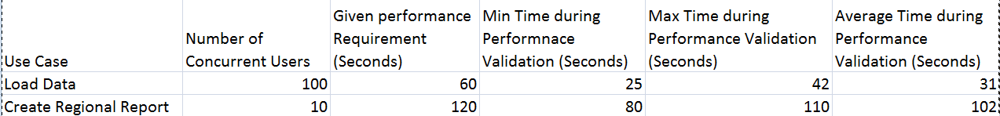 Use Case
Number of
Concurrent Users
Given performance
Requirement
(Seconds)
Min Time during
Performnace
Validation (Seconds)
Max Time during
Performance Validation
(Seconds)
Average Time during
Performance
Validation (Seconds)
Load Data 100 60 25 42 31
Create Regional Report 10 120 80 110 102